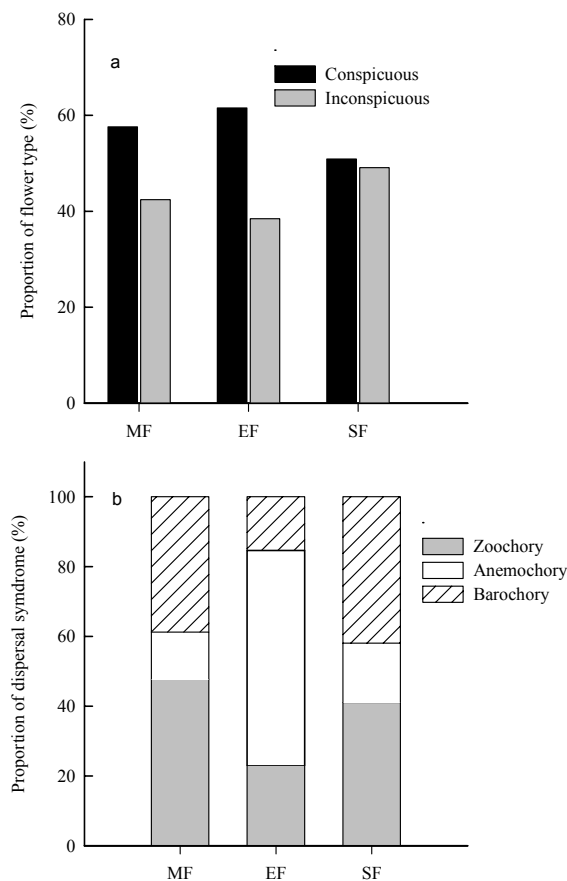 80
a
Conspicuous
Inconspicuous
60
40
20
0
Proportion of flower type (%)
MF EF SF
100
b
Zoochory
Anemochory
Barochory
80
60
40
20
0
Proportion of dispersal syndrome (%)
MF EF SF